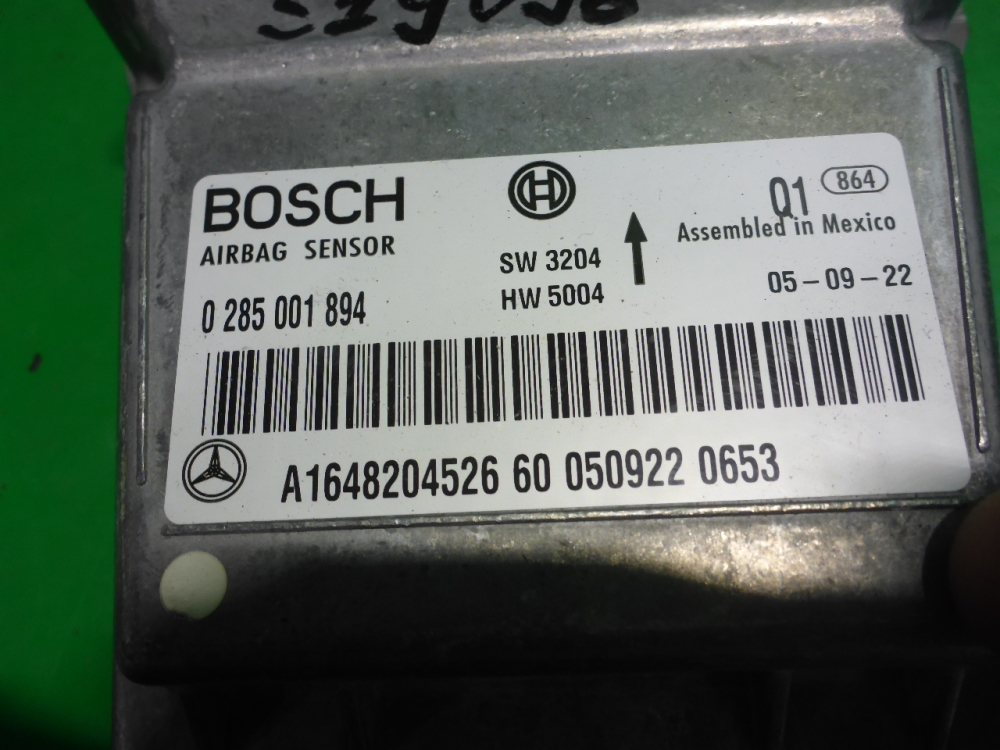 BOSCH
AIRBAG SENSOR
0 285 001 894
SW 3204
HW 5004
Q1 864
Assembled in Mexico
05-09-22
A1648204526 60 050922 0653